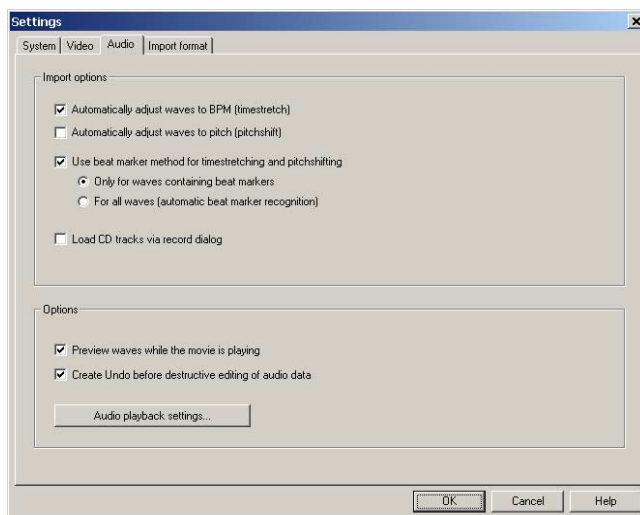 Settings
System Video Audio Import format
Import options
Automatically adjust waves to BPM (timestretch)
Automatically adjust waves to pitch (pitchshift)
Use beat marker method for timestretching and pitchshifting
Only for waves containing beat markers
For all waves (automatic beat marker recognition)
Load CD tracks via record dialog
Options
Preview waves while the movie is playing
Create Undo before destructive editing of audio data
Audio playback settings...
OK Cancel Help